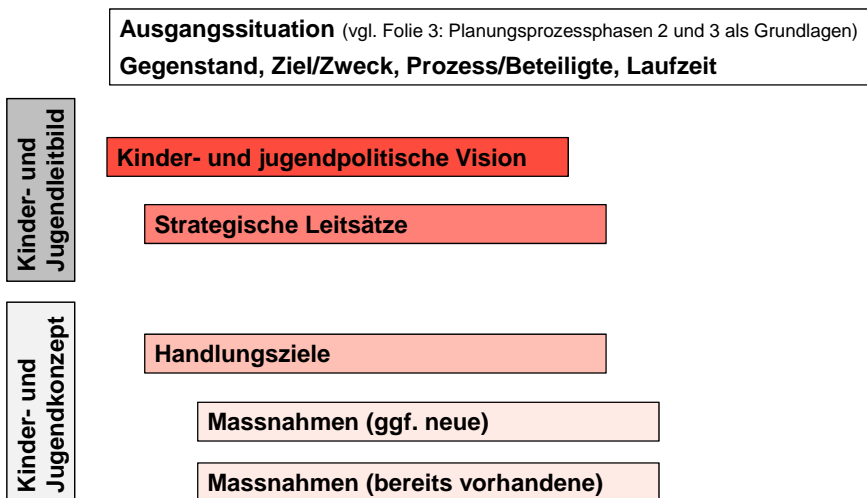 Ausgangssituation (vgl. Folie 3: Planungsprozessphasen 2 und 3 als Grundlagen)
Gegenstand, Ziel/Zweck, Prozess/Beteiligte, Laufzeit
Kinder- und
Jugendleitbild
Kinder- und jugendpolitische Vision
Strategische Leitsätze
Kinder- und
Jugendkonzept
Handlungsziele
Massnahmen (ggf. neue)
Massnahmen (bereits vorhandene)